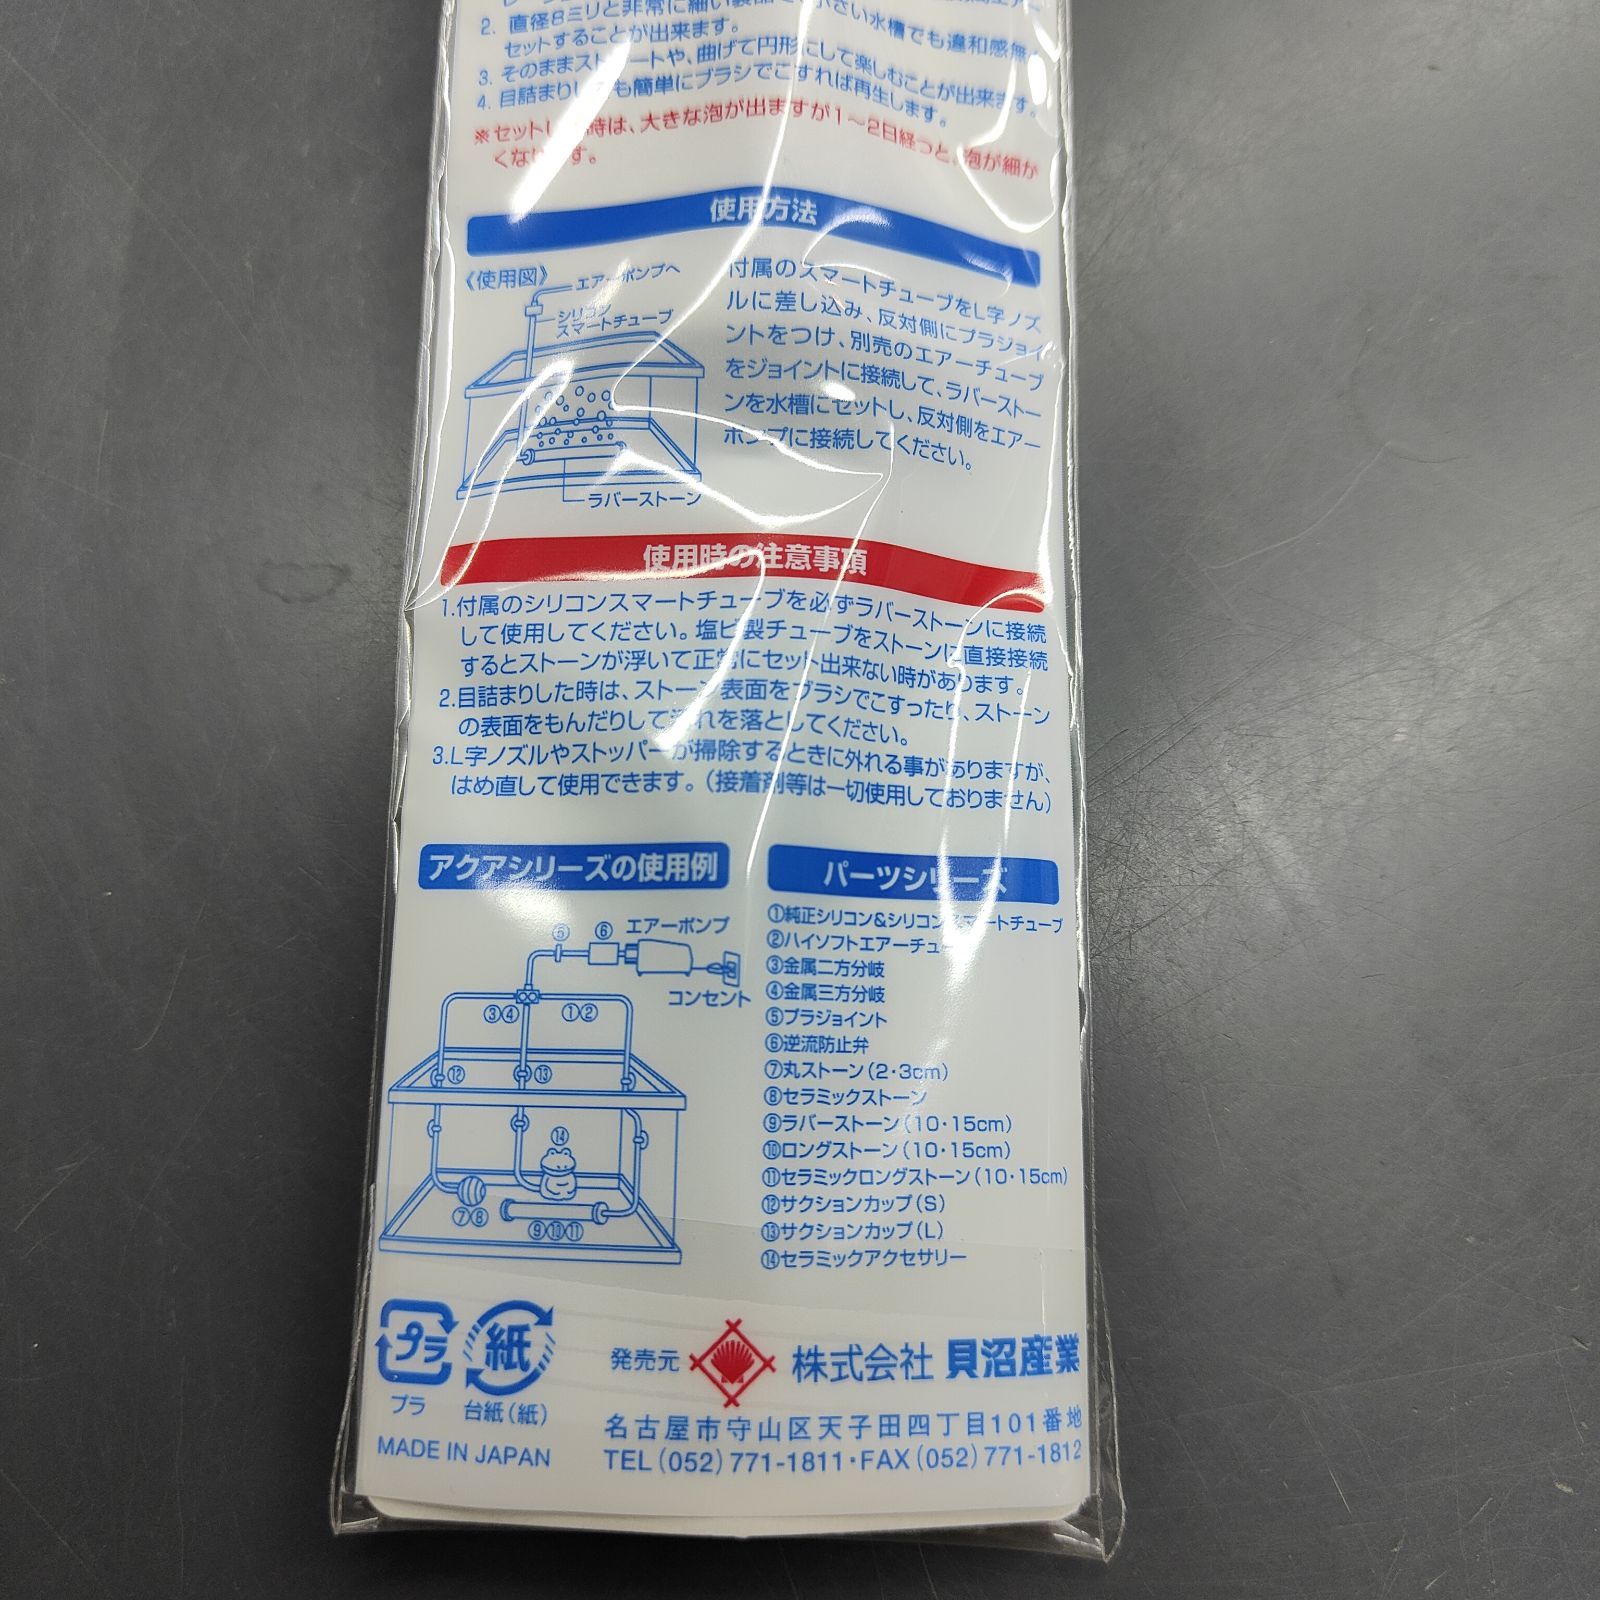 2. 直径8ミリと非常に細い製品で、小さい水槽でも違和感無く
セットすることが出来ます。
3. そのままストレートや、曲げて円形にして楽しむことが出来ます。
4. 目詰まりしても簡単にブラシでこすれば再生します。
※セットした時は、大きな泡が出ますが1〜2日経つと、泡が細か
くなります。
使用方法
《使用図》
エアーポンプへ
シリコン
スマートチューブ
ラバーストーン
付属のスマートチューブをL字ノズ
ルに差し込み、反対側にプラジョイ
ントをつけ、別売のエアーチューブ
をジョイントに接続して、ラバーストー
ンを水槽にセットし、反対側をエアー
ポンプに接続してください。
使用時の注意事項
1.付属のシリコンスマートチューブを必ずラバーストーンに接続
して使用してください。塩ビ製チューブをストーンに直接接続
するとストーンが浮いて正常にセット出来ない時があります。
2.目詰まりした時は、ストーン表面をブラシでこすったり、ストーン
の表面をもんだりして汚れを落としてください。
3.L字ノズルやストッパーが掃除するときに外れる事がありますが、
はめ直して使用できます。(接着剤等は一切使用しておりません)
アクアシリーズの使用例
⑤ ⑥ エアーポンプ
コンセント
③④ ①②
⑫ ⑬
⑭
⑦⑧ ⑨⑩⑪
パーツシリーズ
①純正シリコン&シリコンスマートチューブ
②ハイソフトエアーチュー
③金属二方分岐
④金属三方分岐
⑤プラジョイント
⑥逆流防止弁
⑦丸ストーン(2・3cm)
⑧セラミックストーン
⑨ラバーストーン(10・15cm)
⑩ロングストーン(10・15cm)
⑪セラミックロングストーン(10・15cm)
⑫サクションカップ(S)
⑬サクションカップ(L)
⑭セラミックアクセサリー
プラ 紙
プラ 台紙(紙)
MADE IN JAPAN
発売元 株式会社 貝沼産業
名古屋市守山区天子田四丁目101番地
TEL(052)771-1811・FAX(052)771-1812